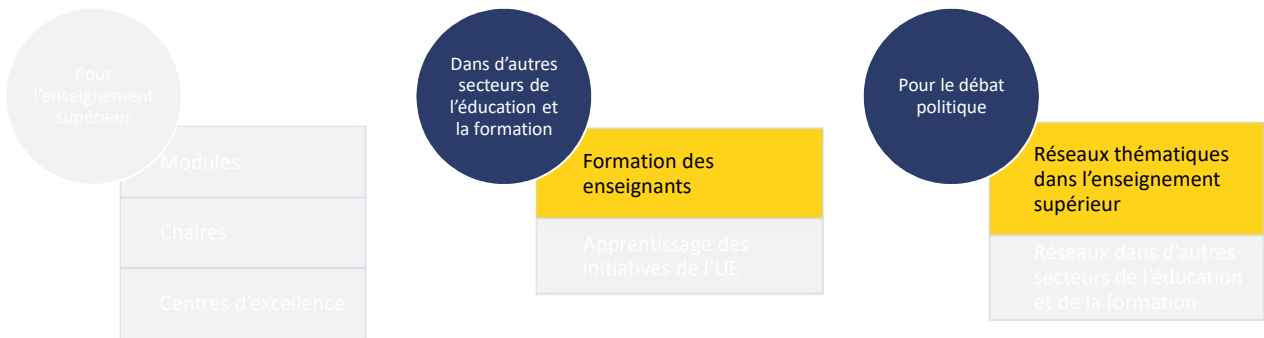 Pour
l'enseignement
supérieur
Modules
Chaires
Centres d'excellence
Dans d'autres
secteurs de
l'éducation et
la formation
Formation des
enseignants
Apprentissage des
initiatives de l'UE
Pour le débat
politique
Réseaux thématiques
dans l'enseignement
supérieur
Réseaux dans d'autres
secteurs de l'éducation
et de la formation